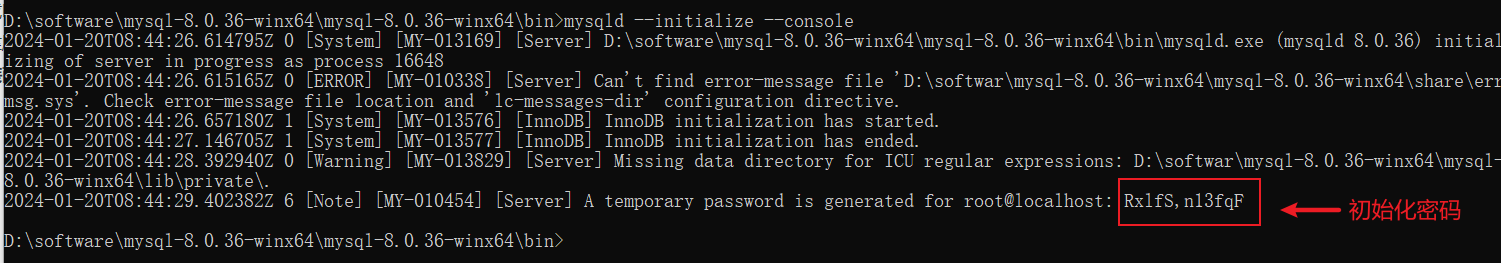 D:\software\mysql-8.0.36-winx64\mysql-8.0.36-winx64\bin>mysqld --initialize --console
2024-01-20T08:44:26.614795Z 0 [System] [MY-013169] [Server] D:\software\mysql-8.0.36-winx64\mysql-8.0.36-winx64\bin\mysqld.exe (mysqld 8.0.36) initial
izing of server in progress as process 16648
2024-01-20T08:44:26.615165Z 0 [ERROR] [MY-010338] [Server] Can't find error-message file 'D:\softwar\mysql-8.0.36-winx64\mysql-8.0.36-winx64\share\err
msg.sys'. Check error-message file location and 'lc-messages-dir' configuration directive.
2024-01-20T08:44:26.657180Z 1 [System] [MY-013576] [InnoDB] InnoDB initialization has started.
2024-01-20T08:44:27.146705Z 1 [System] [MY-013577] [InnoDB] InnoDB initialization has ended.
2024-01-20T08:44:28.392940Z 0 [Warning] [MY-013829] [Server] Missing data directory for ICU regular expressions: D:\softwar\mysql-8.0.36-winx64\mysql-
8.0.36-winx64\lib\private\.
2024-01-20T08:44:29.402382Z 6 [Note] [MY-010454] [Server] A temporary password is generated for root@localhost: RxlfS,nl3fqF
初始化密码
D:\software\mysql-8.0.36-winx64\mysql-8.0.36-winx64\bin>